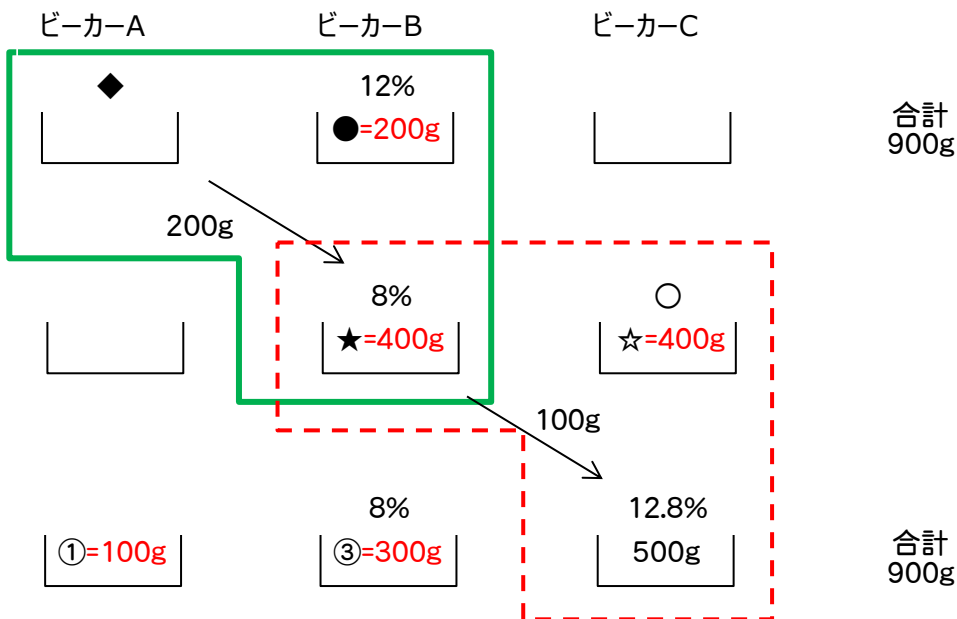 ビーカーA ビーカーB ビーカーC
◆ 12%
●=200g
合計
900g
200g
8% ○
★=400g ☆=400g
100g
8% 12.8%
①=100g ③=300g 500g
合計
900g